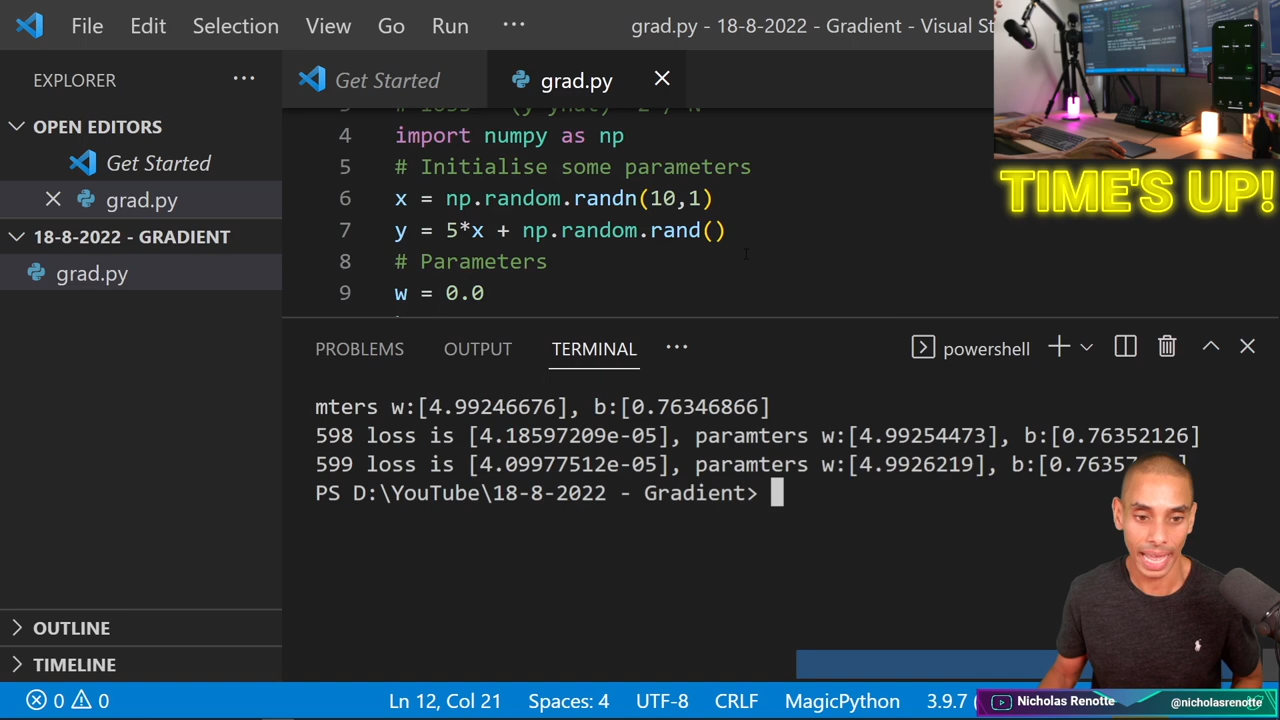 File Edit Selection View Go Run ··· grad.py - 18-8-2022 - Gradient - Visual St
EXPLORER ···
Get Started
grad.py
OPEN EDITORS
Get Started
grad.py
18-8-2022 - GRADIENT
grad.py
4 import numpy as np
5 # Initialise some parameters
6 x = np.random.randn(10,1)
7 y = 5*x + np.random.rand()
8 # Parameters
9 w = 0.0
TIME'S UP!
PROBLEMS OUTPUT TERMINAL ··· powershell
mters w:[4.99246676], b:[0.76346866]
598 loss is [4.18597209e-05], paramters w:[4.99254473], b:[0.76352126]
599 loss is [4.09977512e-05], paramters w:[4.9926219], b:[0.7635
PS D:\YouTube\18-8-2022 - Gradient>
OUTLINE
TIMELINE
0 0 Ln 12, Col 21 Spaces: 4 UTF-8 CRLF MagicPython 3.9.7
Nicholas Renotte @nicholasrenotte